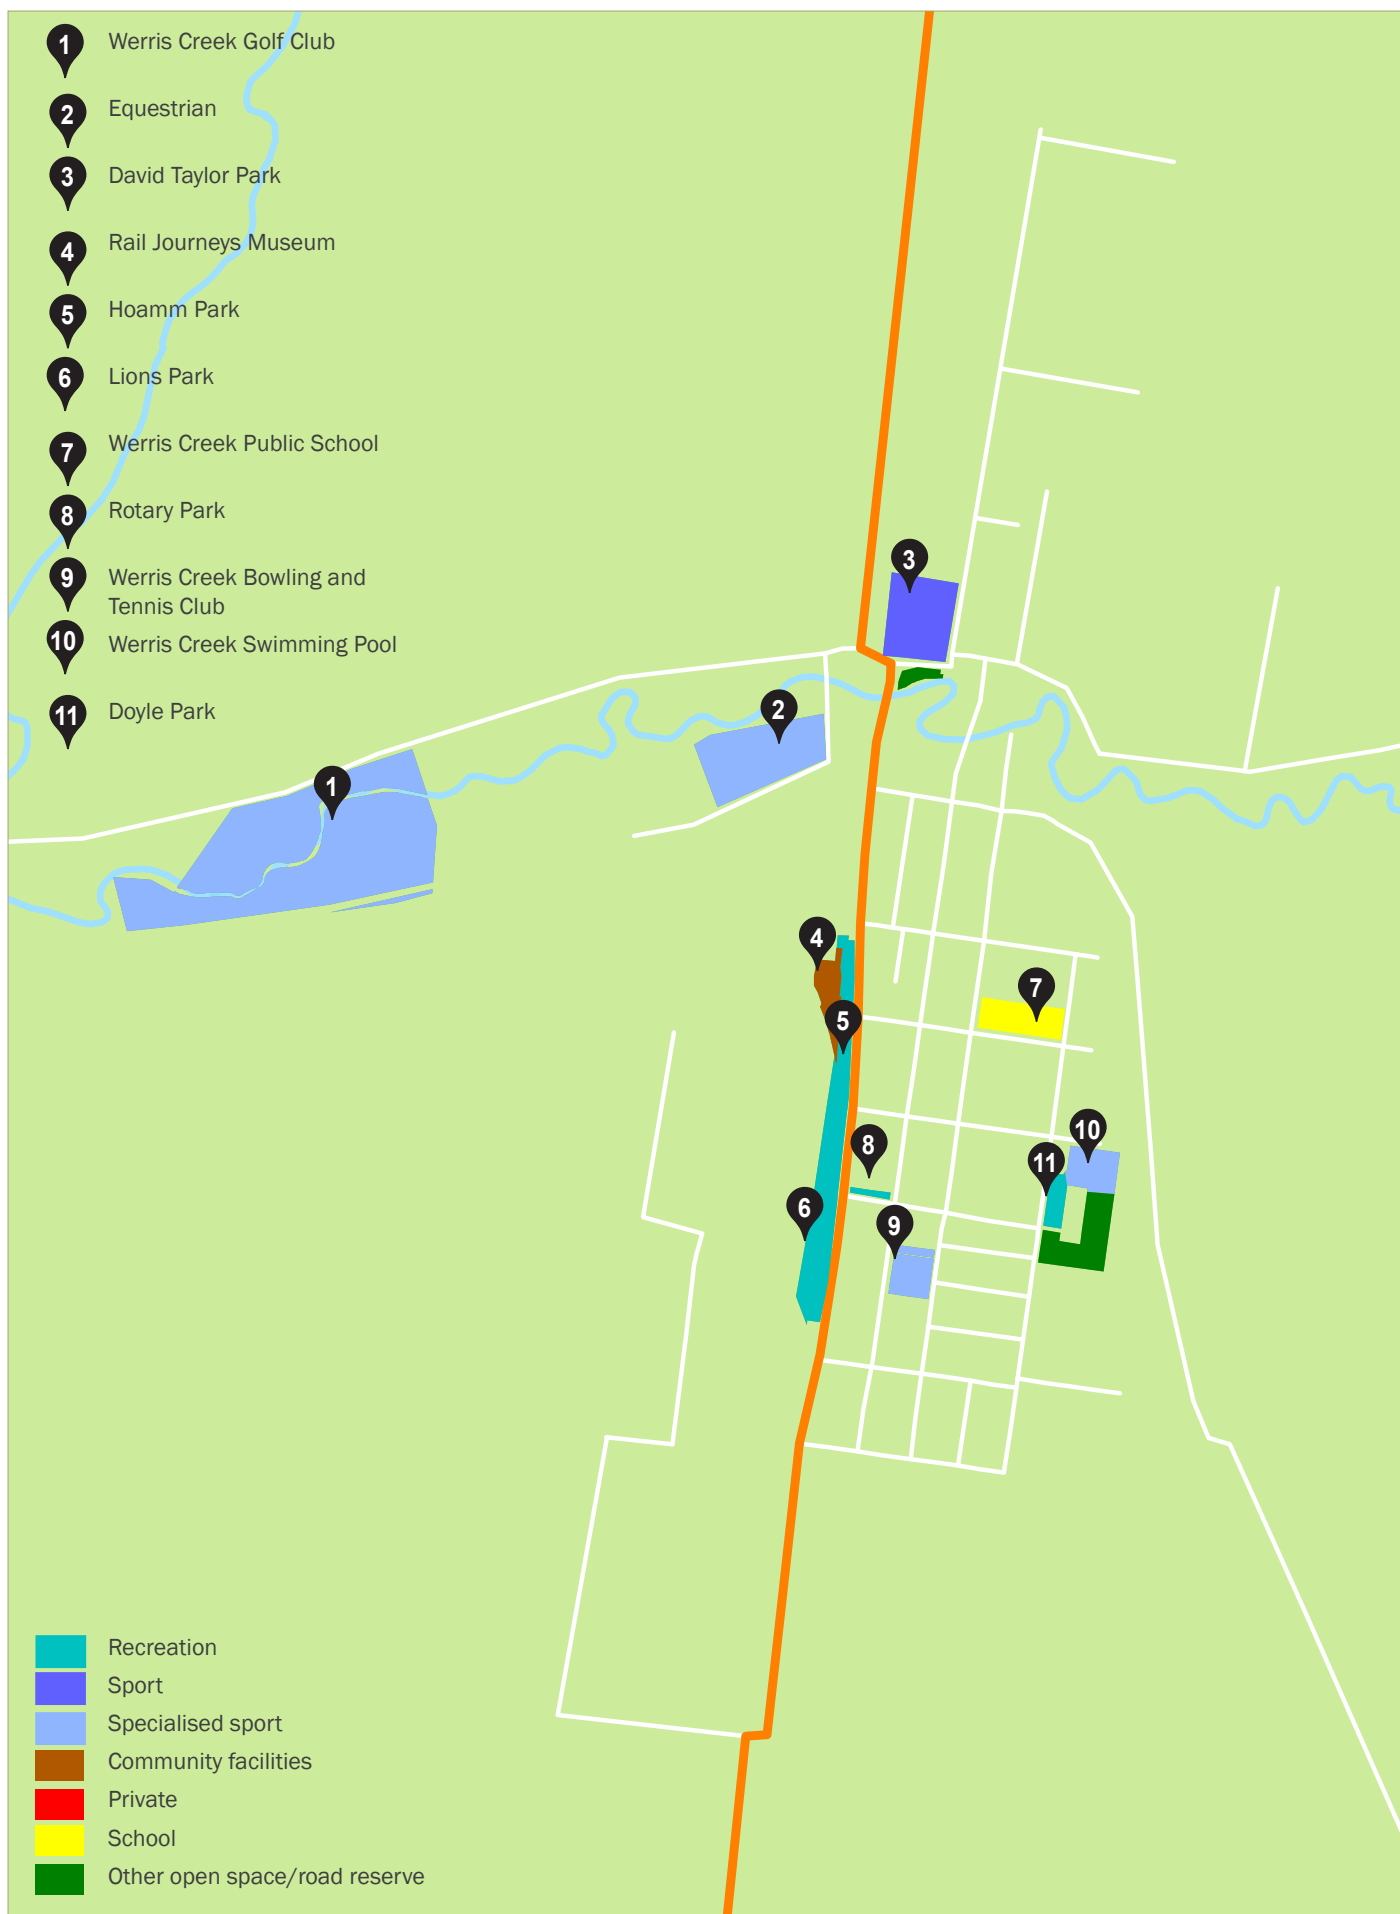 1 Werris Creek Golf Club
2 Equestrian
3 David Taylor Park
4 Rail Journeys Museum
5 Hoamm Park
6 Lions Park
7 Werris Creek Public School
8 Rotary Park
9 Werris Creek Bowling and
Tennis Club
10 Werris Creek Swimming Pool
11 Doyle Park
3
2
1
4
7
5
10
8
11
6
9
Recreation
Sport
Specialised sport
Community facilities
Private
School
Other open space/road reserve